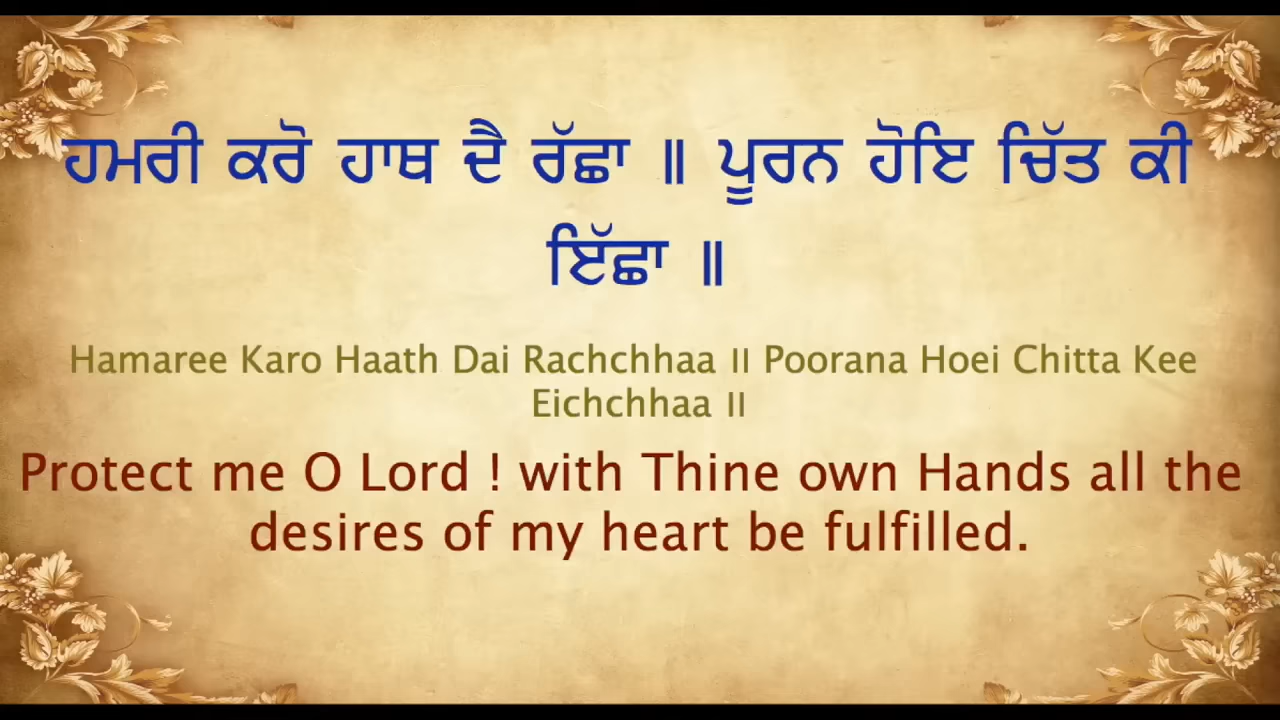 ਹਮਰੀ ਕਰੋ ਹਾਥ ਦੈ ਰੱਛਾ ॥ ਪੂਰਨ ਹੋਇ ਚਿੱਤ ਕੀ
ਇੱਛਾ ॥
Hamaree Karo Haath Dai Rachchhaa ॥ Poorana Hoei Chitta Kee
Eichchhaa ॥
Protect me O Lord ! with Thine own Hands all the
desires of my heart be fulfilled.